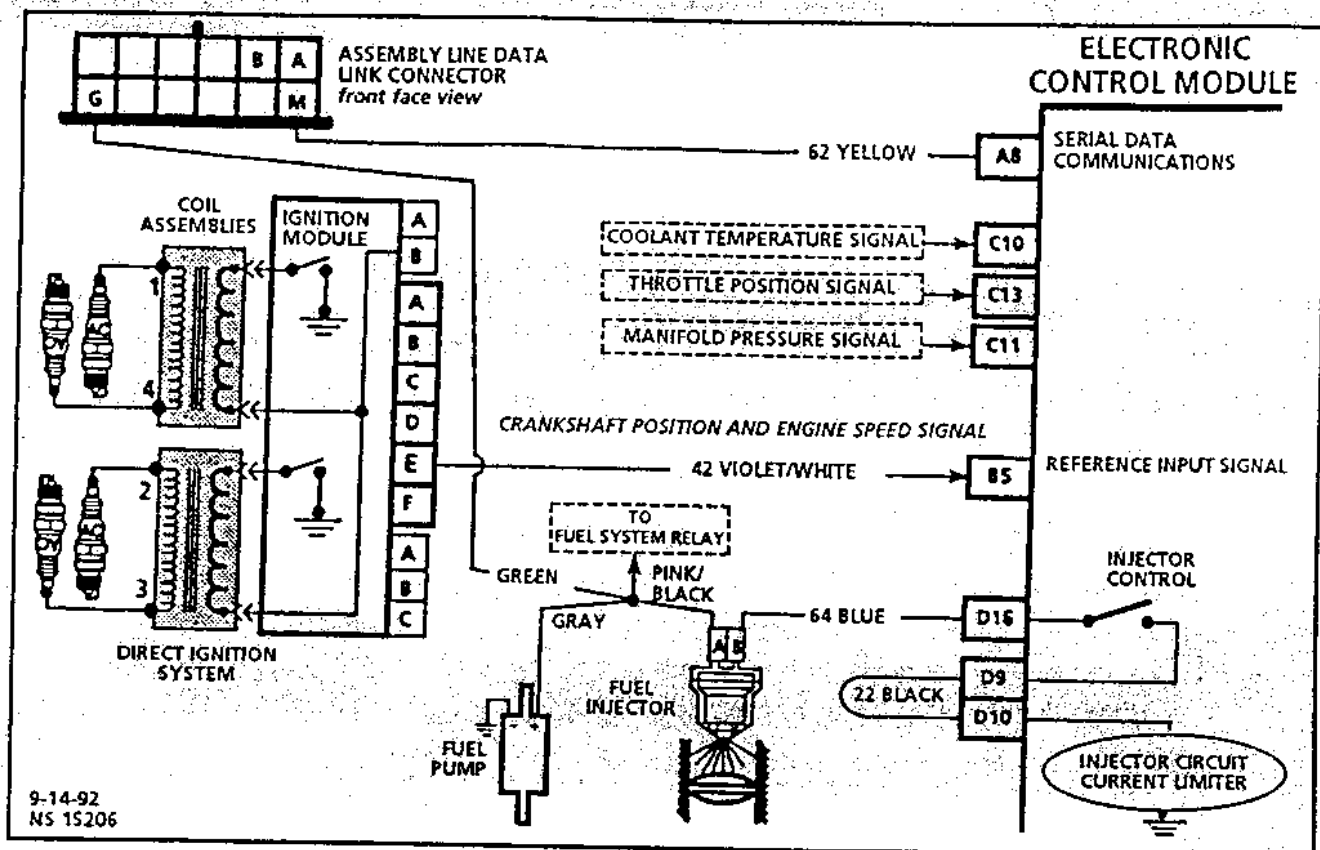 ELECTRONIC
CONTROL MODULE
B A
ASSEMBLY LINE DATA
LINK CONNECTOR
front face view
G M
62 YELLOW
A8
SERIAL DATA
COMMUNICATIONS
COIL
ASSEMBLIES
IGNITION
MODULE
A
B
COOLANT TEMPERATURE SIGNAL
C10
THROTTLE POSITION SIGNAL
C13
MANIFOLD PRESSURE SIGNAL
C11
1
4
A
B
C
D
E
F
CRANKSHAFT POSITION AND ENGINE SPEED SIGNAL
42 VIOLET/WHITE
B5
REFERENCE INPUT SIGNAL
2
3
A
B
C
TO
FUEL SYSTEM RELAY
GREEN
PINK/
BLACK
GRAY
INJECTOR
CONTROL
A B
64 BLUE
D16
DIRECT IGNITION
SYSTEM
D9
22 BLACK
D10
FUEL
INJECTOR
FUEL
PUMP
- +
INJECTOR CIRCUIT
CURRENT LIMITER
9-14-92
NS 15206